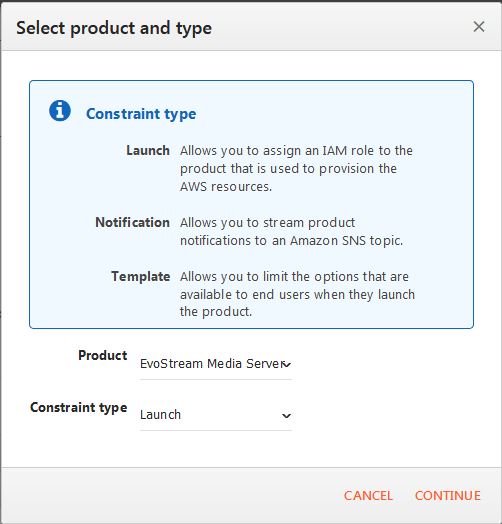 Select product and type
Constraint type
Launch Allows you to assign an IAM role to the
product that is used to provision the
AWS resources.
Notification Allows you to stream product
notifications to an Amazon SNS topic.
Template Allows you to limit the options that are
available to end users when they launch
the product.
Product EvoStream Media Server
Constraint type Launch
CANCEL CONTINUE